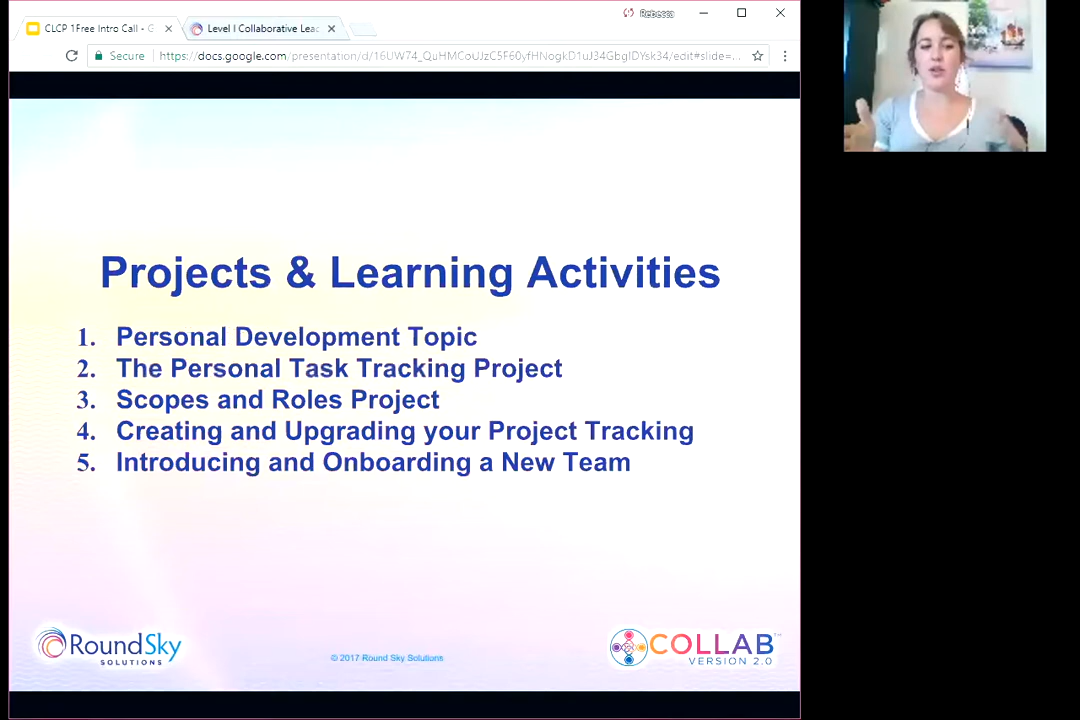 CLCP 1Free Intro Call - G
Level I Collaborative Leac
Rebecca
Secure
https://docs.google.com/presentation/d/16UW74_QuHMCoUJzC5F60yfHNogkD1uJ34GbgIDYsk34/edit#slide=...
Projects & Learning Activities
1. Personal Development Topic
2. The Personal Task Tracking Project
3. Scopes and Roles Project
4. Creating and Upgrading your Project Tracking
5. Introducing and Onboarding a New Team
RoundSky
SOLUTIONS
© 2017 Round Sky Solutions
COLLAB™
VERSION 2.0